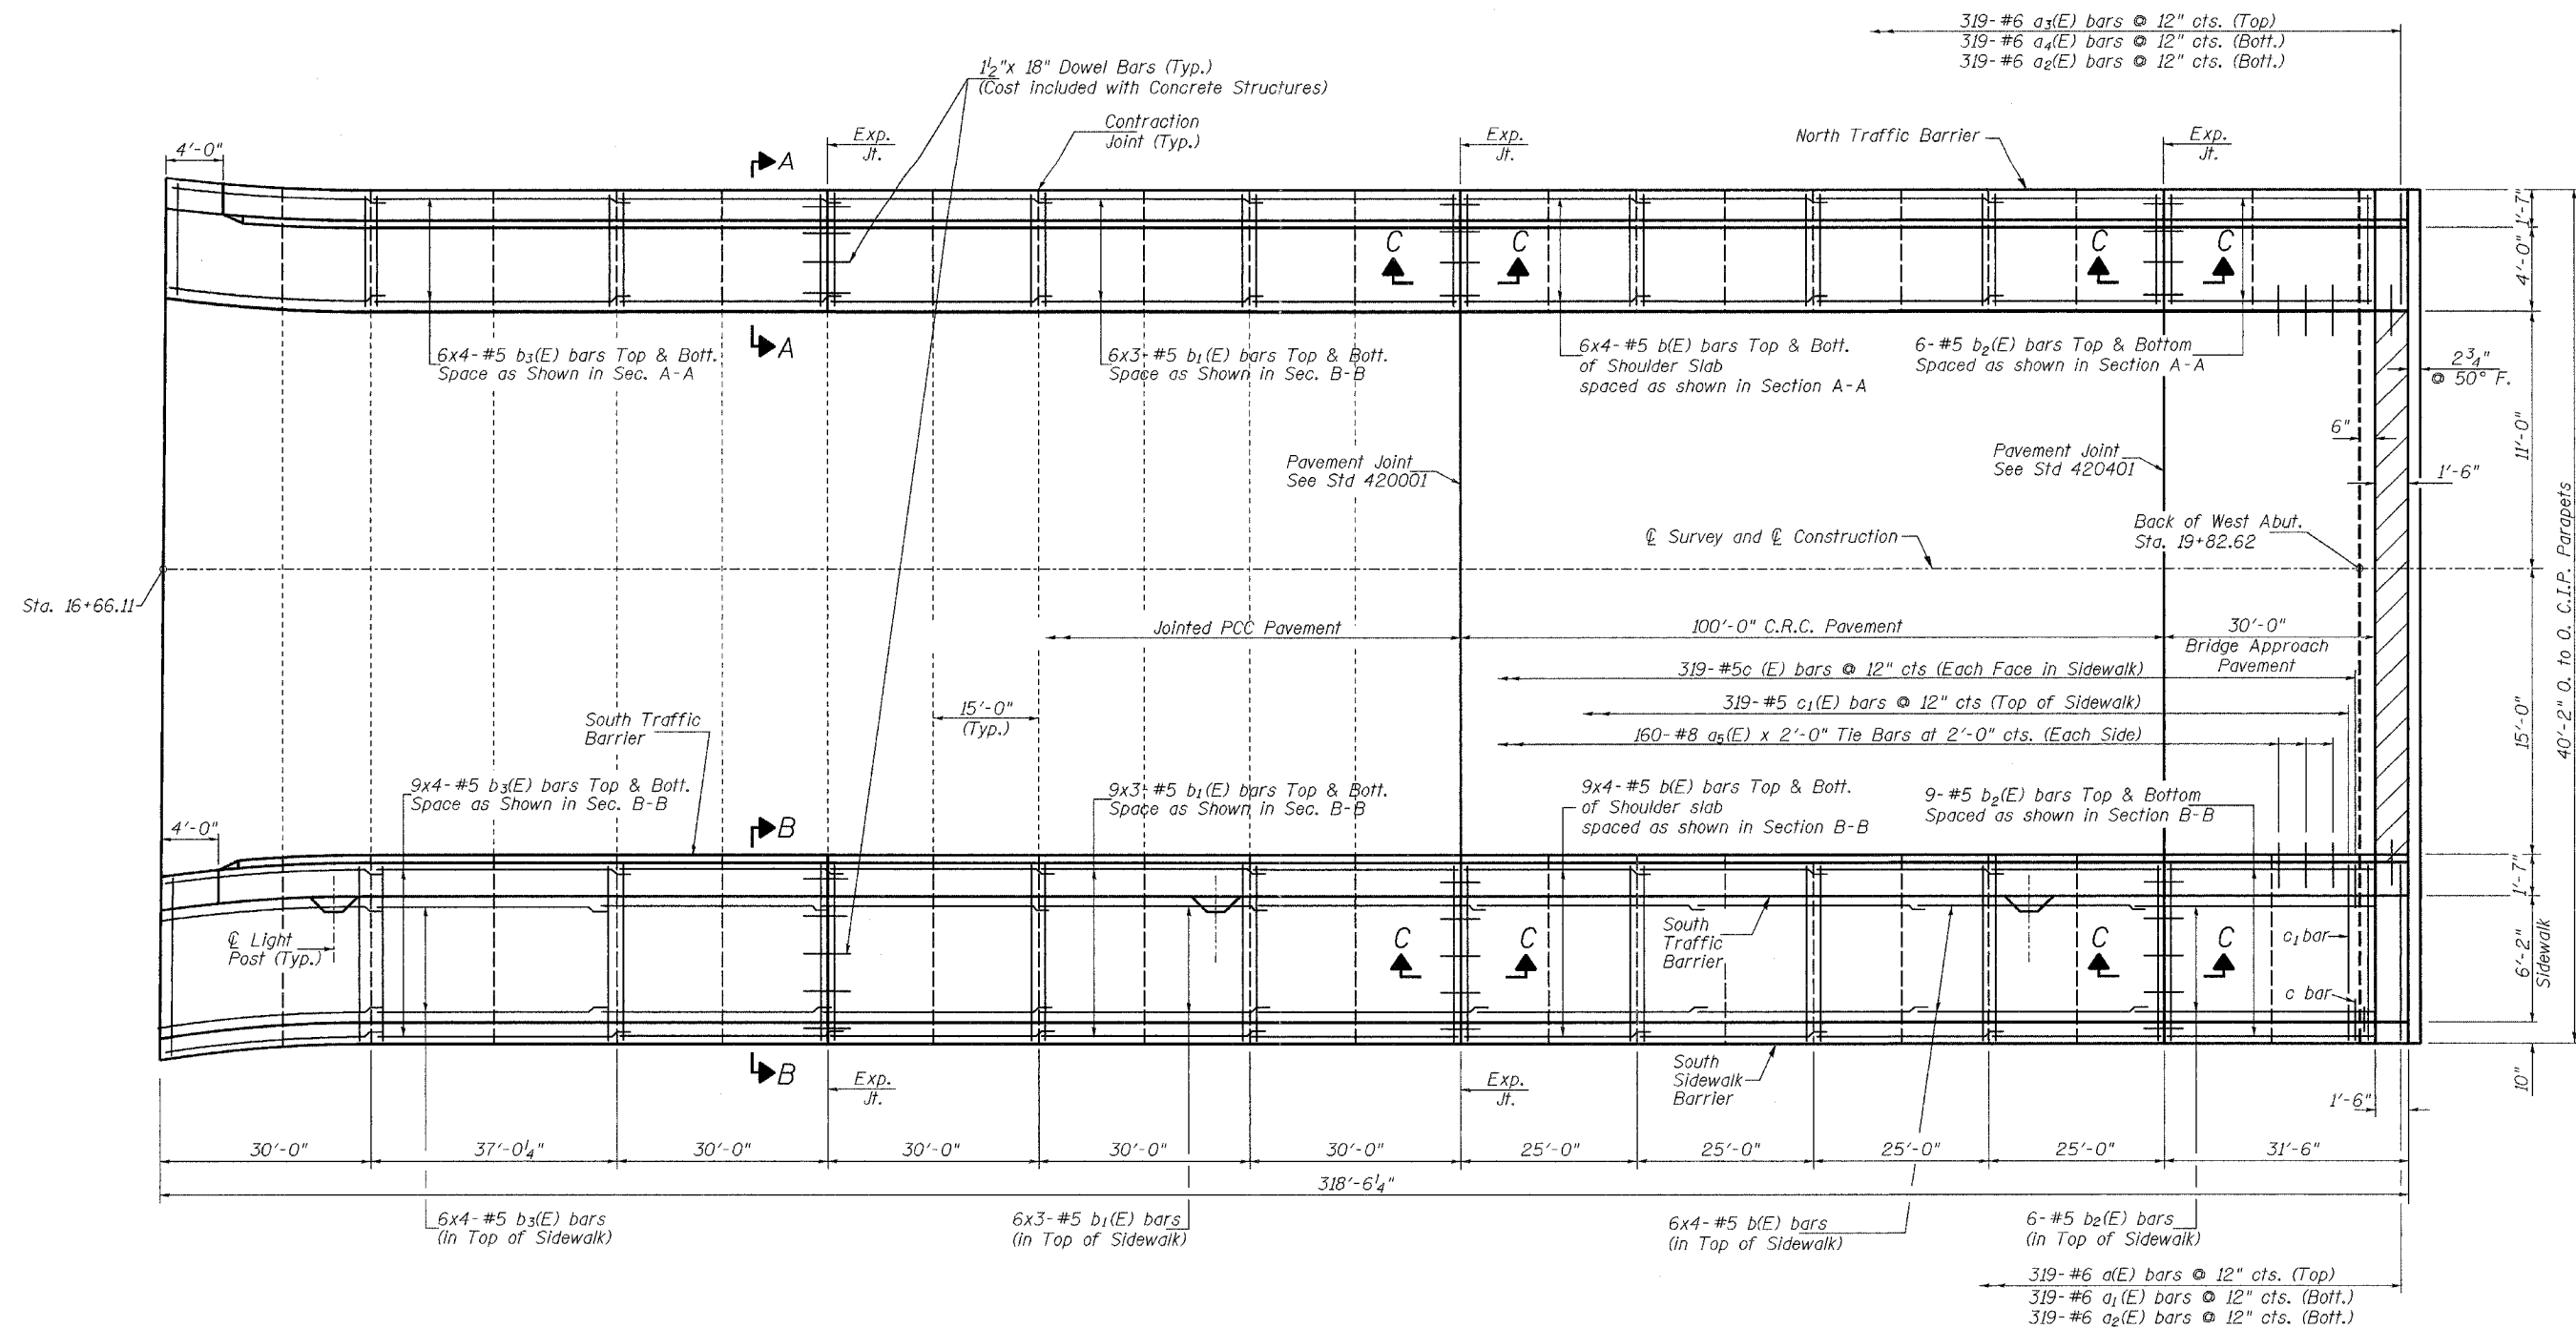 319-#6 a3(E) bars @ 12" cts. (Top)
319-#6 a4(E) bars @ 12" cts. (Bott.)
319-#6 a2(E) bars @ 12" cts. (Bott.)
1½"x 18" Dowel Bars (Typ.)
(Cost included with Concrete Structures)
Contraction
Joint (Typ.)
4'-0"
A
Exp.
Jt.
Exp.
Jt.
North Traffic Barrier
Exp.
Jt.
1'-7"
4'-0"
C
C
C
C
A
6x4-#5 b3(E) bars Top & Bott.
Space as Shown in Sec. A-A
6x3-#5 b1(E) bars Top & Bott.
Space as Shown in Sec. B-B
6x4-#5 b(E) bars Top & Bott.
of Shoulder Slab
spaced as shown in Section A-A
6-#5 b2(E) bars Top & Bottom
Spaced as shown in Section A-A
2¾"
@ 50° F.
6"
11'-0"
Pavement Joint
See Std 420001
Pavement Joint
See Std 420401
1'-6"
℄ Survey and ℄ Construction
Back of West Abut.
Sta. 19+82.62
40'-2" O. to O. C.I.P. Parapets
Sta. 16+66.11
Jointed PCC Pavement
100'-0" C.R.C. Pavement
30'-0"
Bridge Approach
Pavement
319-#5c (E) bars @ 12" cts (Each Face in Sidewalk)
319-#5 c1(E) bars @ 12" cts (Top of Sidewalk)
160-#8 a5(E) x 2'-0" Tie Bars at 2'-0" cts. (Each Side)
15'-0"
(Typ.)
15'-0"
South Traffic
Barrier
9x4-#5 b3(E) bars Top & Bott.
Space as Shown in Sec. B-B
9x3-#5 b1(E) bars Top & Bott.
Space as Shown in Sec. B-B
9x4-#5 b(E) bars Top & Bott.
of Shoulder slab
spaced as shown in Section B-B
9-#5 b2(E) bars Top & Bottom
Spaced as shown in Section B-B
4'-0"
B
1'-7"
℄ Light
Post (Typ.)
C
C
South
Traffic
Barrier
C
C
c1 bar
c bar
6'-2"
Sidewalk
B
Exp.
Jt.
Exp.
Jt.
South
Sidewalk
Barrier
1'-6"
10"
30'-0"
37'-0¼"
30'-0"
30'-0"
30'-0"
30'-0"
25'-0"
25'-0"
25'-0"
25'-0"
31'-6"
318'-6¼"
6x4-#5 b3(E) bars
(in Top of Sidewalk)
6x3-#5 b1(E) bars
(in Top of Sidewalk)
6x4-#5 b(E) bars
(in Top of Sidewalk)
6-#5 b2(E) bars
(in Top of Sidewalk)
319-#6 a(E) bars @ 12" cts. (Top)
319-#6 a1(E) bars @ 12" cts. (Bott.)
319-#6 a2(E) bars @ 12" cts. (Bott.)